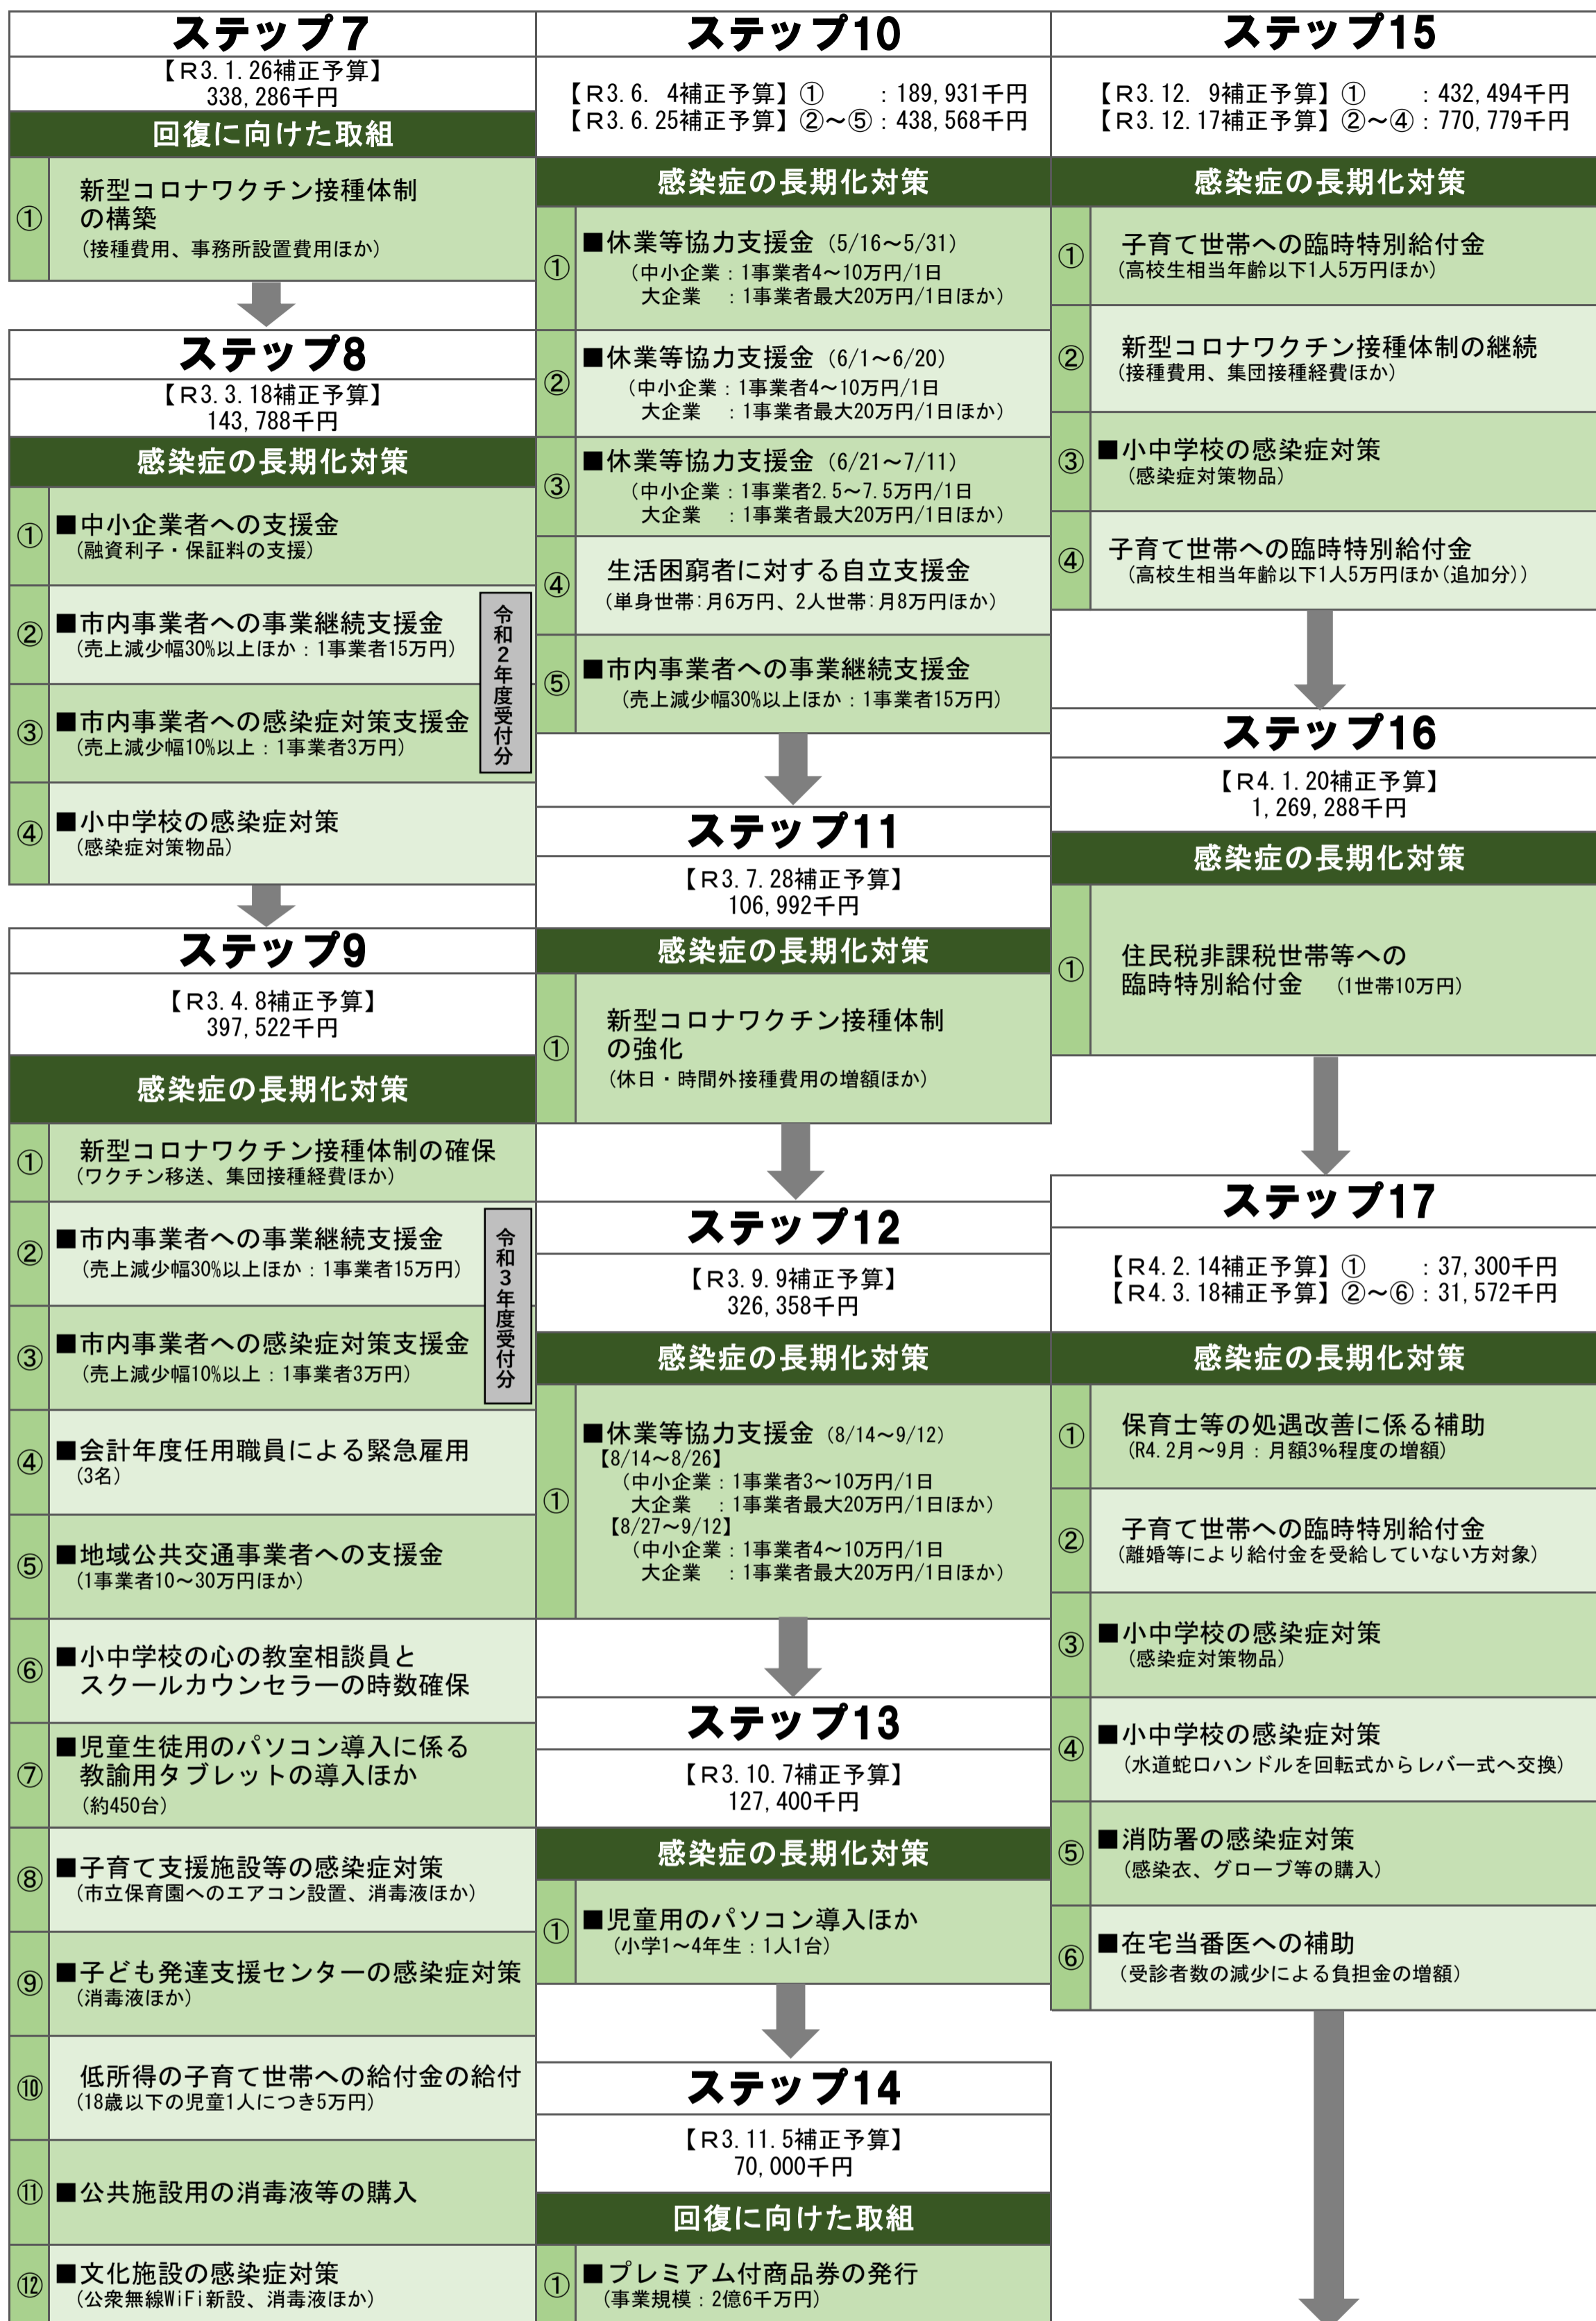 ステップ7
【R3.1.26補正予算】
338,286千円
回復に向けた取組
①
新型コロナワクチン接種体制
の構築
(接種費用、事務所設置費用ほか)
ステップ8
【R3.3.18補正予算】
143,788千円
感染症の長期化対策
①
■中小企業者への支援金
(融資利子・保証料の支援)
②
■市内事業者への事業継続支援金
(売上減少幅30%以上ほか：1事業者15万円)
③
■市内事業者への感染症対策支援金
(売上減少幅10%以上：1事業者3万円)
令和2年度受付分
④
■小中学校の感染症対策
(感染症対策物品)
ステップ9
【R3.4.8補正予算】
397,522千円
感染症の長期化対策
①
新型コロナワクチン接種体制の確保
(ワクチン移送、集団接種経費ほか)
②
■市内事業者への事業継続支援金
(売上減少幅30%以上ほか：1事業者15万円)
③
■市内事業者への感染症対策支援金
(売上減少幅10%以上：1事業者3万円)
令和3年度受付分
④
■会計年度任用職員による緊急雇用
(3名)
⑤
■地域公共交通事業者への支援金
(1事業者10～30万円ほか)
⑥
■小中学校の心の教室相談員と
スクールカウンセラーの時数確保
⑦
■児童生徒用のパソコン導入に係る
教諭用タブレットの導入ほか
(約450台)
⑧
■子育て支援施設等の感染症対策
(市立保育園へのエアコン設置、消毒液ほか)
⑨
■子ども発達支援センターの感染症対策
(消毒液ほか)
⑩
低所得の子育て世帯への給付金の給付
(18歳以下の児童1人につき5万円)
⑪
■公共施設用の消毒液等の購入
⑫
■文化施設の感染症対策
(公衆無線WiFi新設、消毒液ほか)
ステップ10
【R3.6. 4補正予算】①　　：189,931千円
【R3.6.25補正予算】②～⑤：438,568千円
感染症の長期化対策
①
■休業等協力支援金 (5/16～5/31)
(中小企業：1事業者4～10万円/1日
大企業　：1事業者最大20万円/1日ほか)
②
■休業等協力支援金 (6/1～6/20)
(中小企業：1事業者4～10万円/1日
大企業　：1事業者最大20万円/1日ほか)
③
■休業等協力支援金 (6/21～7/11)
(中小企業：1事業者2.5～7.5万円/1日
大企業　：1事業者最大20万円/1日ほか)
④
生活困窮者に対する自立支援金
(単身世帯:月6万円、2人世帯:月8万円ほか)
⑤
■市内事業者への事業継続支援金
(売上減少幅30%以上ほか：1事業者15万円)
ステップ11
【R3.7.28補正予算】
106,992千円
感染症の長期化対策
①
新型コロナワクチン接種体制
の強化
(休日・時間外接種費用の増額ほか)
ステップ12
【R3.9.9補正予算】
326,358千円
感染症の長期化対策
①
■休業等協力支援金 (8/14～9/12)
【8/14～8/26】
(中小企業：1事業者3～10万円/1日
大企業　：1事業者最大20万円/1日ほか)
【8/27～9/12】
(中小企業：1事業者4～10万円/1日
大企業　：1事業者最大20万円/1日ほか)
ステップ13
【R3.10.7補正予算】
127,400千円
感染症の長期化対策
①
■児童用のパソコン導入ほか
(小学1～4年生：1人1台)
ステップ14
【R3.11.5補正予算】
70,000千円
回復に向けた取組
①
■プレミアム付商品券の発行
(事業規模：2億6千万円)
ステップ15
【R3.12. 9補正予算】①　　：432,494千円
【R3.12.17補正予算】②～④：770,779千円
感染症の長期化対策
①
子育て世帯への臨時特別給付金
(高校生相当年齢以下1人5万円ほか)
②
新型コロナワクチン接種体制の継続
(接種費用、集団接種経費ほか)
③
■小中学校の感染症対策
(感染症対策物品)
④
子育て世帯への臨時特別給付金
(高校生相当年齢以下1人5万円ほか(追加分))
ステップ16
【R4.1.20補正予算】
1,269,288千円
感染症の長期化対策
①
住民税非課税世帯等への
臨時特別給付金　(1世帯10万円)
ステップ17
【R4.2.14補正予算】①　　：37,300千円
【R4.3.18補正予算】②～⑥：31,572千円
感染症の長期化対策
①
保育士等の処遇改善に係る補助
(R4.2月～9月：月額3%程度の増額)
②
子育て世帯への臨時特別給付金
(離婚等により給付金を受給していない方対象)
③
■小中学校の感染症対策
(感染症対策物品)
④
■小中学校の感染症対策
(水道蛇口ハンドルを回転式からレバー式へ交換)
⑤
■消防署の感染症対策
(感染衣、グローブ等の購入)
⑥
■在宅当番医への補助
(受診者数の減少による負担金の増額)